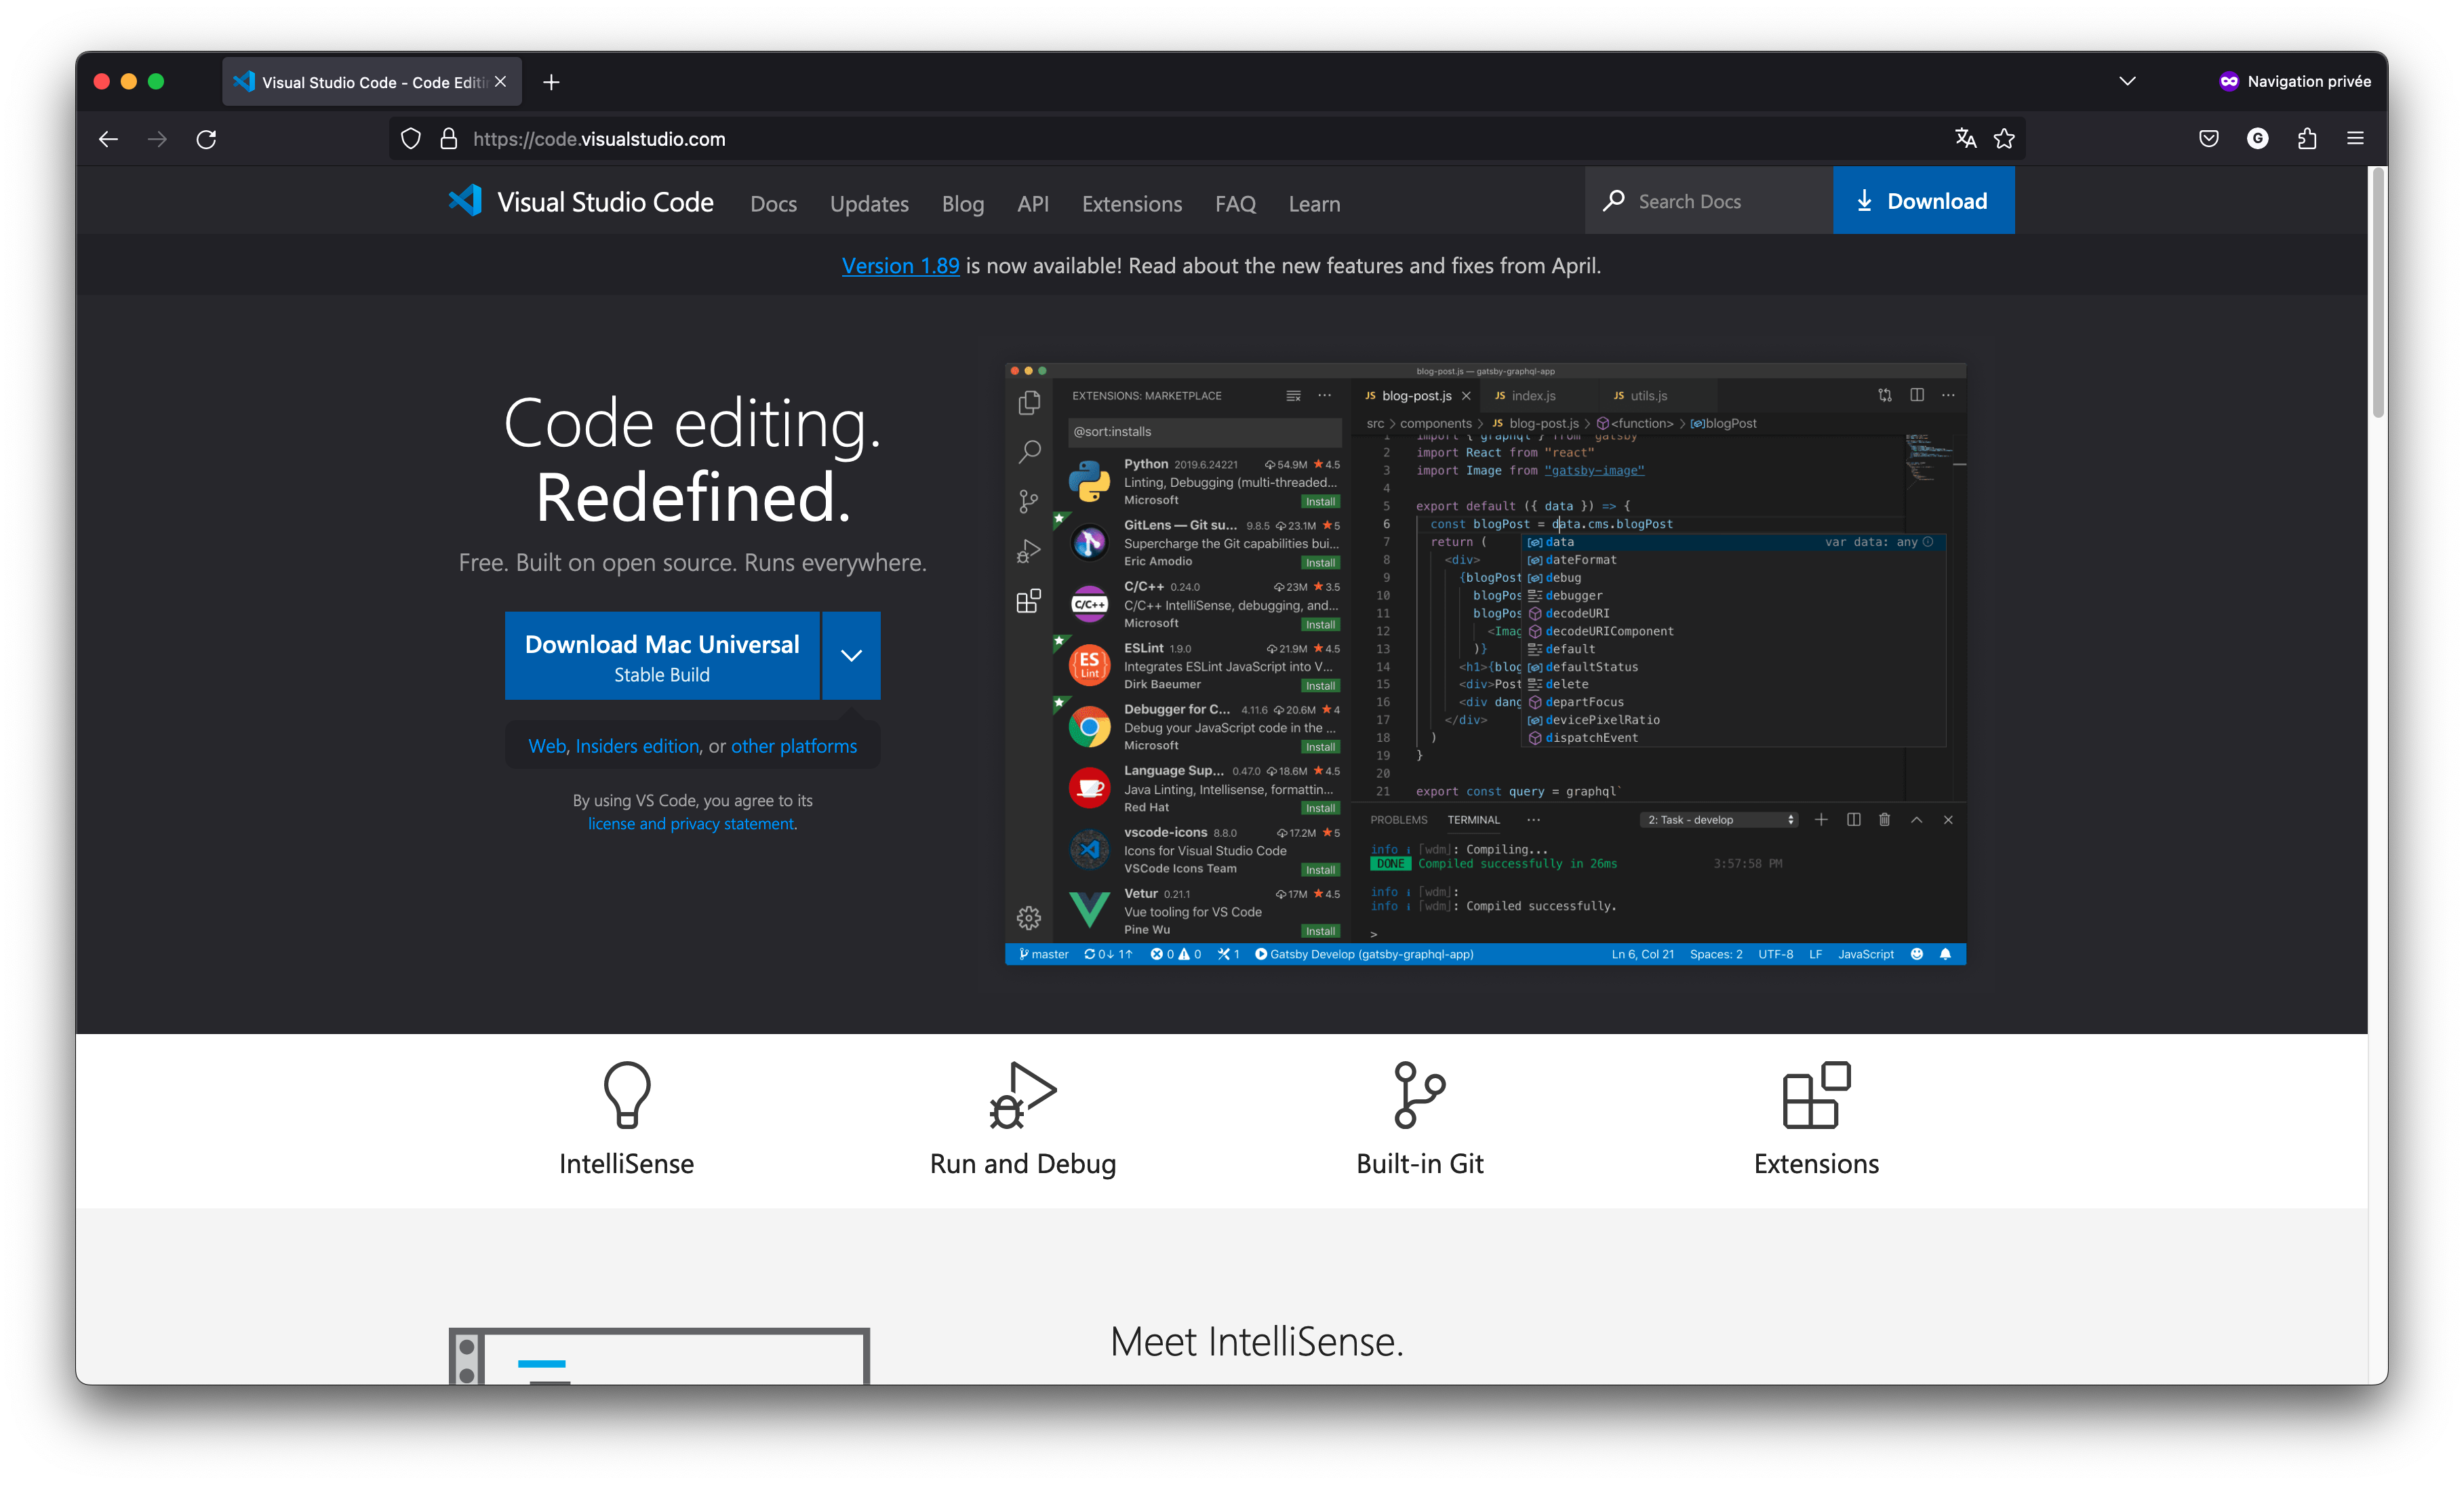 Visual Studio Code - Code Editi
Navigation privée
https://code.visualstudio.com
Visual Studio Code
Docs
Updates
Blog
API
Extensions
FAQ
Learn
Search Docs
Download
Version 1.89 is now available! Read about the new features and fixes from April.
Code editing.
Redefined.
Free. Built on open source. Runs everywhere.
Download Mac Universal
Stable Build
Web, Insiders edition, or other platforms
By using VS Code, you agree to its
license and privacy statement.
blog-post.js — gatsby-graphql-app
EXTENSIONS: MARKETPLACE
@sort:installs
Python 2019.6.24221 54.9M ★4.5
Linting, Debugging (multi-threaded...
Microsoft
Install
GitLens — Git su... 9.8.5 23.1M ★5
Supercharge the Git capabilities bui...
Eric Amodio
Install
C/C++
C/C++ 0.24.0 23M ★3.5
C/C++ IntelliSense, debugging, and...
Microsoft
Install
ES
Lint
ESLint 1.9.0 21.9M ★4.5
Integrates ESLint JavaScript into V...
Dirk Baeumer
Install
Debugger for C... 4.11.6 20.6M ★4
Debug your JavaScript code in the ...
Microsoft
Install
Language Sup... 0.47.0 18.6M ★4.5
Java Linting, Intellisense, formattin...
Red Hat
Install
vscode-icons 8.8.0 17.2M ★5
Icons for Visual Studio Code
VSCode Icons Team
Install
Vetur 0.21.1 17M ★4.5
Vue tooling for VS Code
Pine Wu
Install
JS blog-post.js
JS index.js
JS utils.js
src > components > JS blog-post.js > <function> > blogPost
1 import { graphql } from "gatsby"
2 import React from "react"
3 import Image from "gatsby-image"
4
5 export default ({ data }) => {
6 const blogPost = data.cms.blogPost
7 return (
8 <div>
9 {blogPost
10 blogPos
11 blogPos
12 <Imag
13 )}
14 <h1>{blog
15 <div>Post
16 <div dang
17 </div>
18 )
19 }
20
21 export const query = graphql`
data var data: any
dateFormat
debug
debugger
decodeURI
decodeURIComponent
default
defaultStatus
delete
departFocus
devicePixelRatio
dispatchEvent
PROBLEMS
TERMINAL
2: Task - develop
info ℹ ｢wdm｣: Compiling...
DONE Compiled successfully in 26ms 3:57:58 PM
info ℹ ｢wdm｣:
info ℹ ｢wdm｣: Compiled successfully.
>
master 0↓ 1↑ 0 0 1 Gatsby Develop (gatsby-graphql-app)
Ln 6, Col 21 Spaces: 2 UTF-8 LF JavaScript
IntelliSense
Run and Debug
Built-in Git
Extensions
Meet IntelliSense.